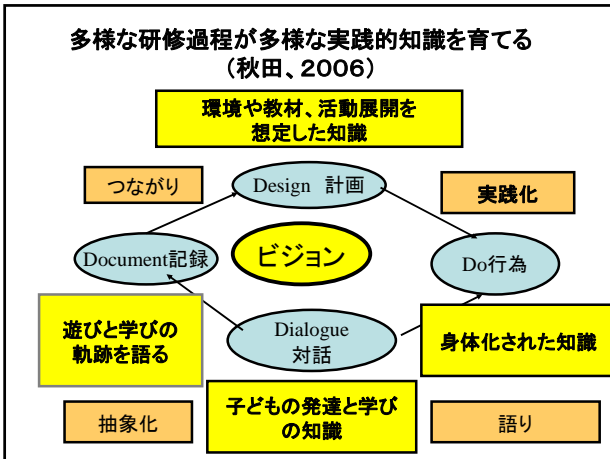 多様な研修過程が多様な実践的知識を育てる
（秋田、2006）
環境や教材、活動展開を
想定した知識
つながり
Design 計画
実践化
Document記録
ビジョン
Do行為
遊びと学びの
軌跡を語る
Dialogue
対話
身体化された知識
抽象化
子どもの発達と学び
の知識
語り